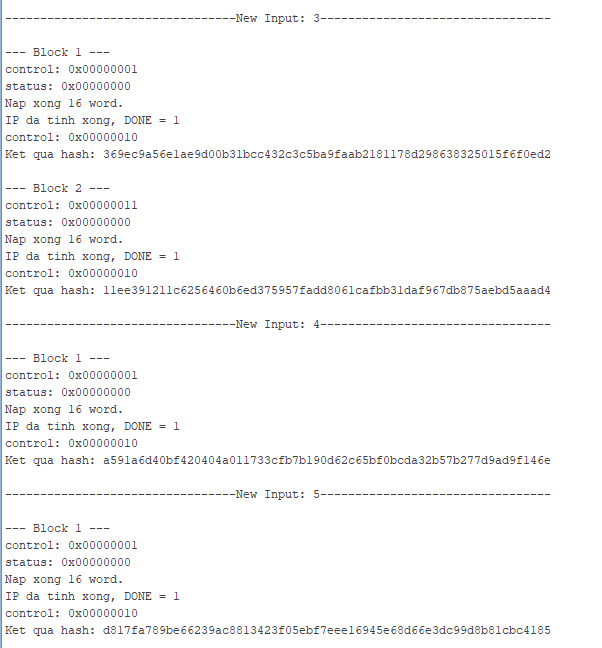 ---------------------------------New Input: 3---------------------------------
--- Block 1 ---
control: 0x00000001
status: 0x00000000
Nap xong 16 word.
IP da tinh xong, DONE = 1
control: 0x00000010
Ket qua hash: 369ec9a56e1ae9d00b31bcc432c3c5ba9faab2181178d298638325015f6f0ed2
--- Block 2 ---
control: 0x00000011
status: 0x00000000
Nap xong 16 word.
IP da tinh xong, DONE = 1
control: 0x00000010
Ket qua hash: 11ee391211c6256460b6ed375957fadd8061cafbb31daf967db875aebd5aaad4
---------------------------------New Input: 4---------------------------------
--- Block 1 ---
control: 0x00000001
status: 0x00000000
Nap xong 16 word.
IP da tinh xong, DONE = 1
control: 0x00000010
Ket qua hash: a591a6d40bf420404a011733cfb7b190d62c65bf0bcda32b57b277d9ad9f146e
---------------------------------New Input: 5---------------------------------
--- Block 1 ---
control: 0x00000001
status: 0x00000000
Nap xong 16 word.
IP da tinh xong, DONE = 1
control: 0x00000010
Ket qua hash: d817fa789be66239ac8813423f05ebf7eee16945e68d66e3dc99d8b81cbc4185